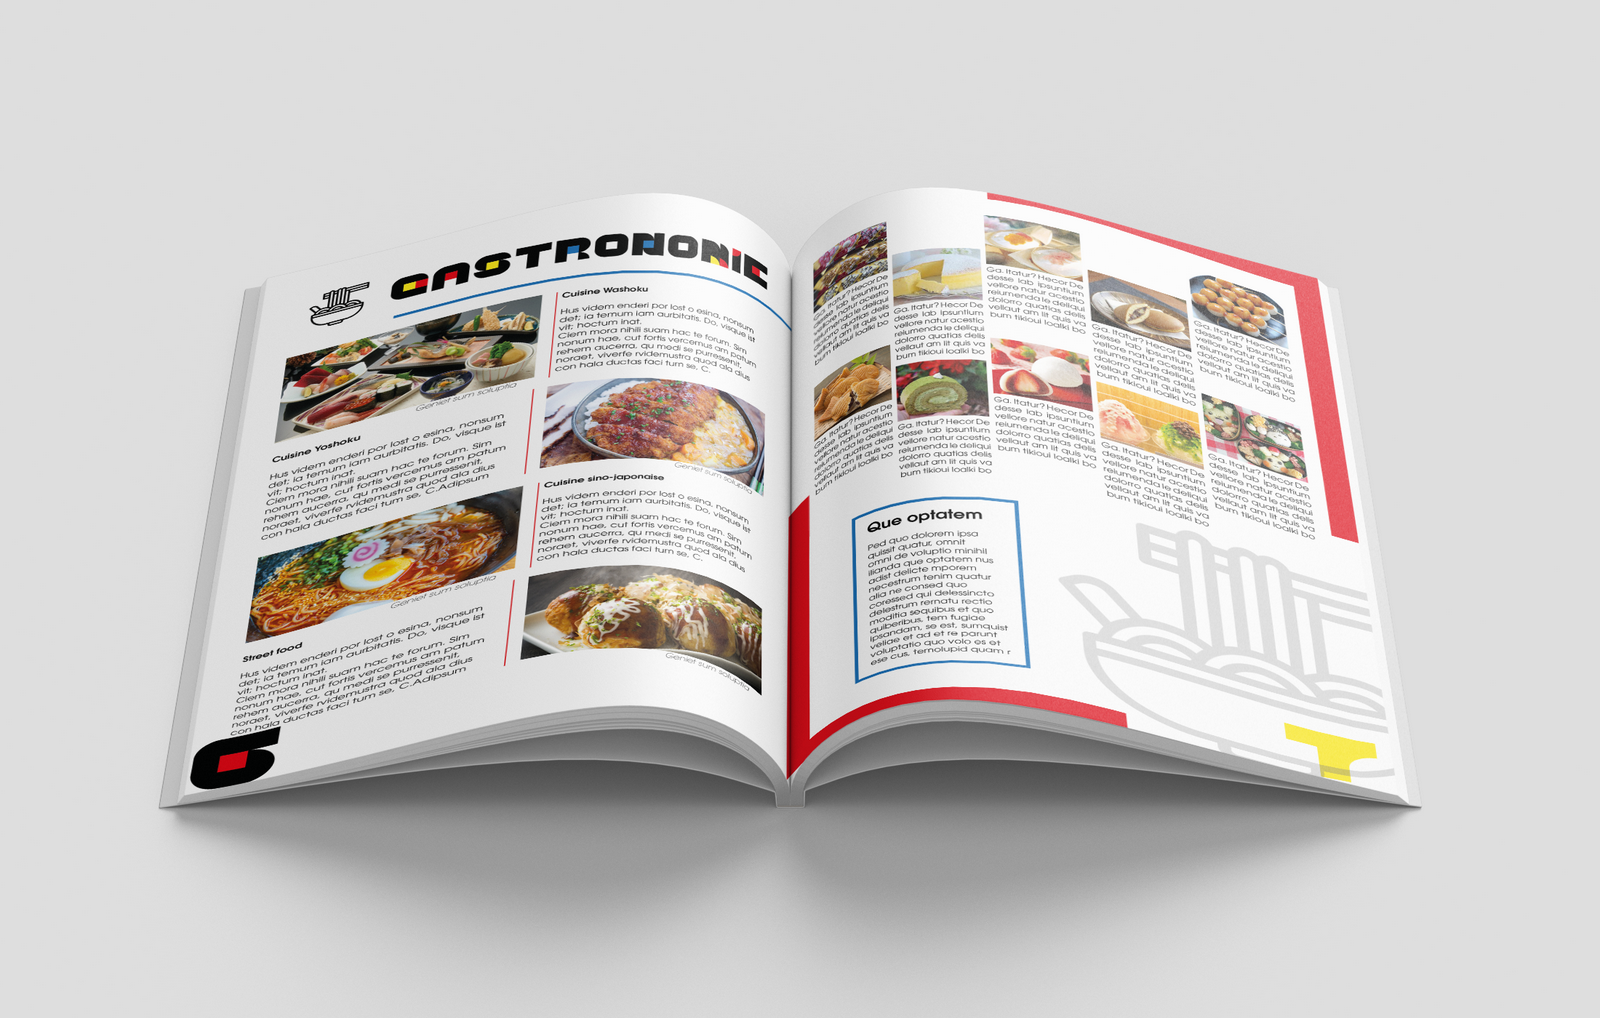 GASTRONONIE
Geniet sum soluptia
Cuisine Yoshoku
Hus videm enderi por lost o esina, nonsum
det; ia temum iam aurbitatis. Do, visque ist
vit; hoctum inat.
Ciem mora nihili suam hac te forum. Sim
nonum hae, cut fortis vercemus am patum
rehem aucerra, qu medi se purressenit,
noraet, viverfe rvidemustra quod ala dius
con hala ductas faci tum se, C.Adipsum
Geniet sum soluptia
Street food
Hus videm enderi por lost o esina, nonsum
det; ia temum iam aurbitatis. Do, visque ist
vit; hoctum inat.
Ciem mora nihili suam hac te forum. Sim
nonum hae, cut fortis vercemus am patum
rehem aucerra, qu medi se purressenit,
noraet, viverfe rvidemustra quod ala dius
con hala ductas faci tum se, C.Adipsum
6
Cuisine Washoku
Hus videm enderi por lost o esina, nonsum
det; ia temum iam aurbitatis. Do, visque ist
vit; hoctum inat.
Ciem mora nihili suam hac te forum. Sim
nonum hae, cut fortis vercemus am patum
rehem aucerra, qu medi se purressenit,
noraet, viverfe rvidemustra quod ala dius
con hala ductas faci tum se, C.
Geniet sum soluptia
Cuisine sino-japonaise
Hus videm enderi por lost o esina, nonsum
det; ia temum iam aurbitatis. Do, visque ist
vit; hoctum inat.
Ciem mora nihili suam hac te forum. Sim
nonum hae, cut fortis vercemus am patum
rehem aucerra, qu medi se purressenit,
noraet, viverfe rvidemustra quod ala dius
con hala ductas faci tum se, C.
Geniet sum soluptia
Ga. Itatur? Hecor De
desse lab ipsuntium
vellore natur acestio
reiumenda le deliqui
dolorro quatias delis
vellaut am lit quis va
bum tikioui loalki bo
Ga. Itatur? Hecor De
desse lab ipsuntium
vellore natur acestio
reiumenda le deliqui
dolorro quatias delis
vellaut am lit quis va
bum tikioui loalki bo
Ga. Itatur? Hecor De
desse lab ipsuntium
vellore natur acestio
reiumenda le deliqui
dolorro quatias delis
vellaut am lit quis va
bum tikioui loalki bo
Ga. Itatur? Hecor De
desse lab ipsuntium
vellore natur acestio
reiumenda le deliqui
dolorro quatias delis
vellaut am lit quis va
bum tikioui loalki bo
Ga. Itatur? Hecor De
desse lab ipsuntium
vellore natur acestio
reiumenda le deliqui
dolorro quatias delis
vellaut am lit quis va
bum tikioui loalki bo
Ga. Itatur? Hecor De
desse lab ipsuntium
vellore natur acestio
reiumenda le deliqui
dolorro quatias delis
vellaut am lit quis va
bum tikioui loalki bo
Ga. Itatur? Hecor De
desse lab ipsuntium
vellore natur acestio
reiumenda le deliqui
dolorro quatias delis
vellaut am lit quis va
bum tikioui loalki bo
Ga. Itatur? Hecor De
desse lab ipsuntium
vellore natur acestio
reiumenda le deliqui
dolorro quatias delis
vellaut am lit quis va
bum tikioui loalki bo
Ga. Itatur? Hecor De
desse lab ipsuntium
vellore natur acestio
reiumenda le deliqui
dolorro quatias delis
vellaut am lit quis va
bum tikioui loalki bo
Ga. Itatur? Hecor De
desse lab ipsuntium
vellore natur acestio
reiumenda le deliqui
dolorro quatias delis
vellaut am lit quis va
bum tikioui loalki bo
Que optatem
Ped quo dolorem ipsa
quissit quatur, omnit
omni de voluptio minihil
ilianda que optatem nus
adist delicte mporem
necestrum tenim quatur
alia ne consed quo
coressed qui delessincto
delestrum rernatu rectio
moditia sequibus et quo
quiberibus, tem fugiae
ipsandam, se est, sumquist
veliae et ad et re parunt
voluptatio quo volo es et
ese cus, temolupid quam r